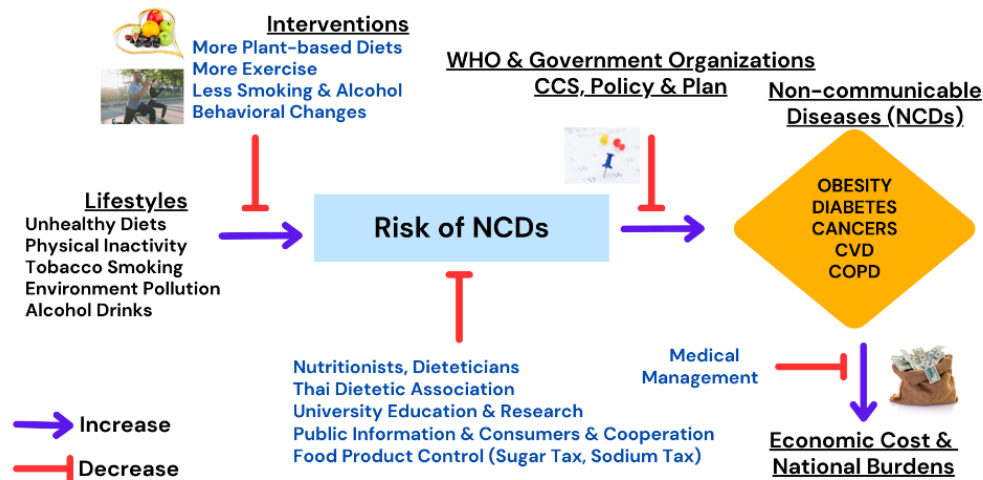 Interventions
More Plant-based Diets
More Exercise
Less Smoking & Alcohol
Behavioral Changes
WHO & Government Organizations
CCS, Policy & Plan
Non-communicable
Diseases (NCDs)
Lifestyles
Unhealthy Diets
Physical Inactivity
Tobacco Smoking
Environment Pollution
Alcohol Drinks
Risk of NCDs
OBESITY
DIABETES
CANCERS
CVD
COPD
Nutritionists, Dieteticians
Thai Dietetic Association
University Education & Research
Public Information & Consumers & Cooperation
Food Product Control (Sugar Tax, Sodium Tax)
Medical
Management
Economic Cost &
National Burdens
Increase
Decrease